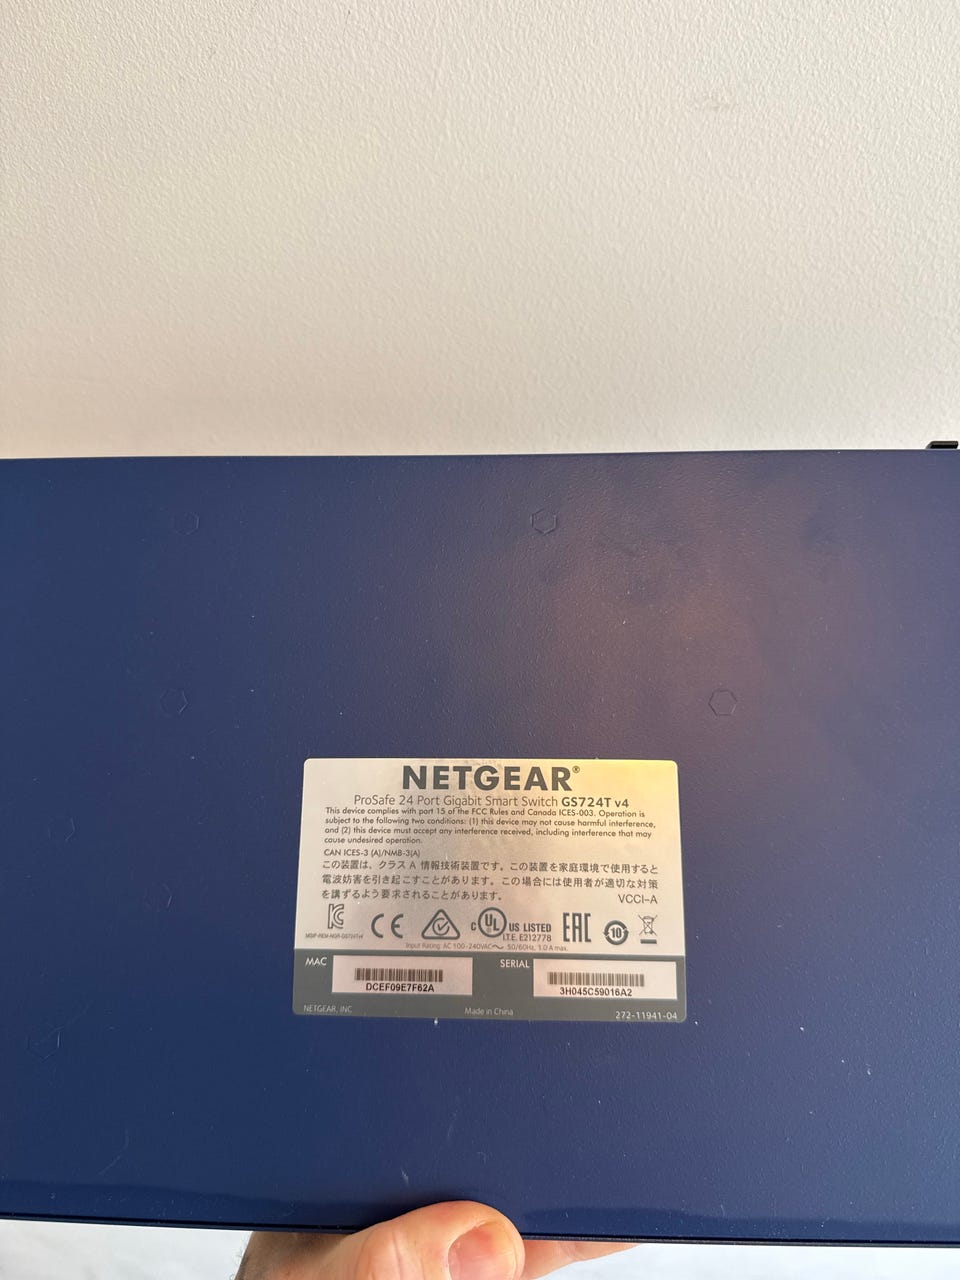 NETGEAR®
ProSafe 24 Port Gigabit Smart Switch GS724T v4
This device complies with part 15 of the FCC Rules and Canada ICES-003. Operation is
subject to the following two conditions: (1) this device may not cause harmful interference,
and (2) this device must accept any interference received, including interference that may
cause undesired operation.
CAN ICES-3 (A)/NMB-3(A)
この装置は、クラス A 情報技術装置です。この装置を家庭環境で使用すると
電波妨害を引き起こすことがあります。この場合には使用者が適切な対策
を講ずるよう要求されることがあります。
VCCI-A
MSIP-REM-NGR-GS724Tv4
CE
c UL US LISTED
I.T.E. E212778
EAC
10
Input Rating: AC 100-240VAC～ 50/60Hz, 1.0 A max.
MAC
DCEF09E7F62A
SERIAL
3H045C59016A2
NETGEAR, INC
Made in China
272-11941-04